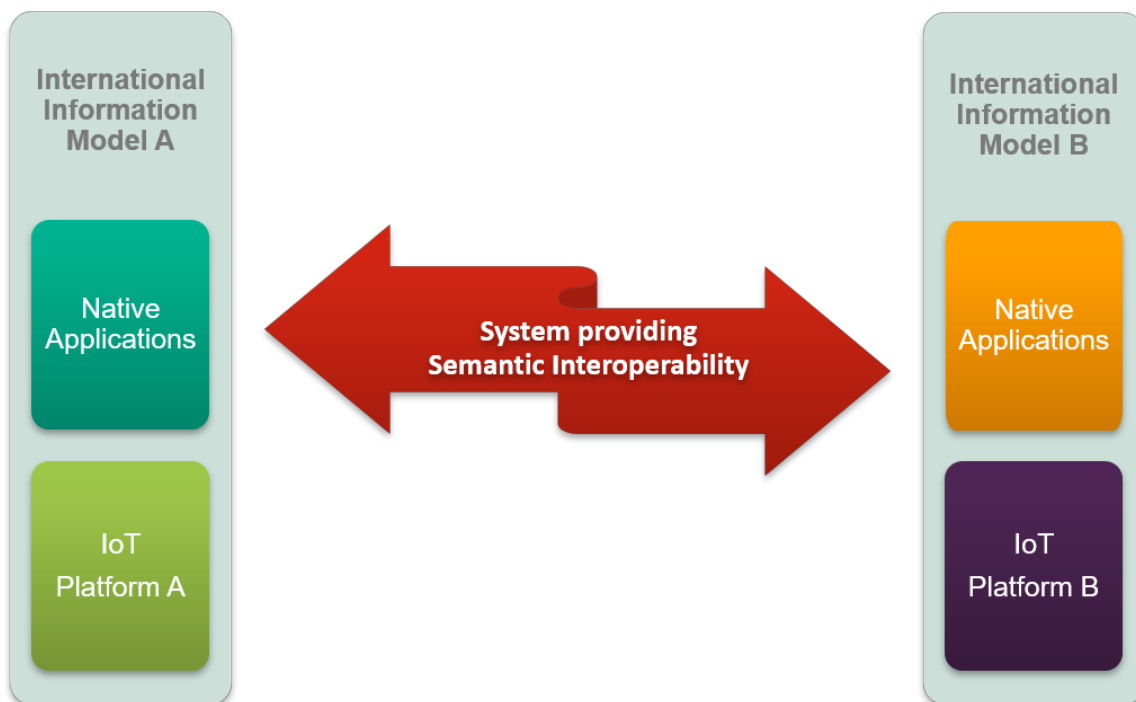 International
Information
Model A
Native
Applications
IoT
Platform A
System providing
Semantic Interoperability
International
Information
Model B
Native
Applications
IoT
Platform B